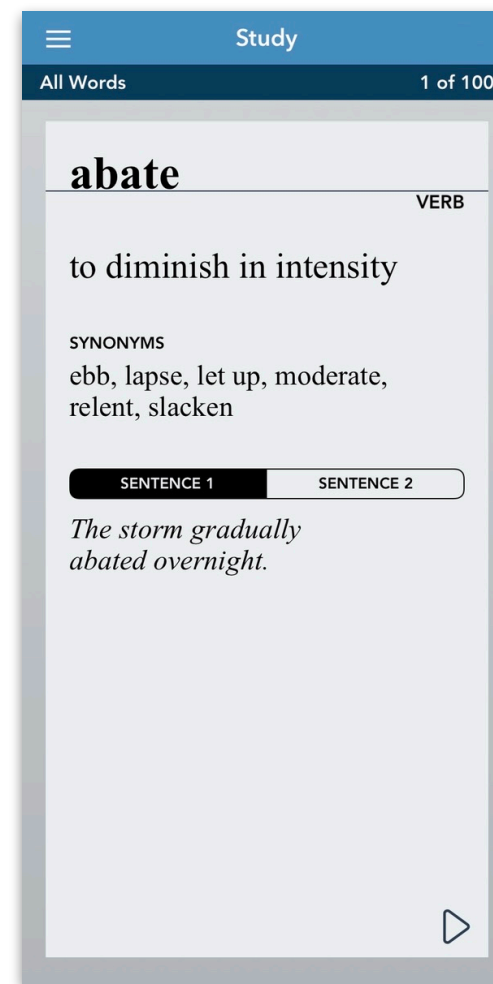 Study
All Words 1 of 100
abate
VERB
to diminish in intensity
SYNONYMS
ebb, lapse, let up, moderate,
relent, slacken
SENTENCE 1 SENTENCE 2
The storm gradually
abated overnight.